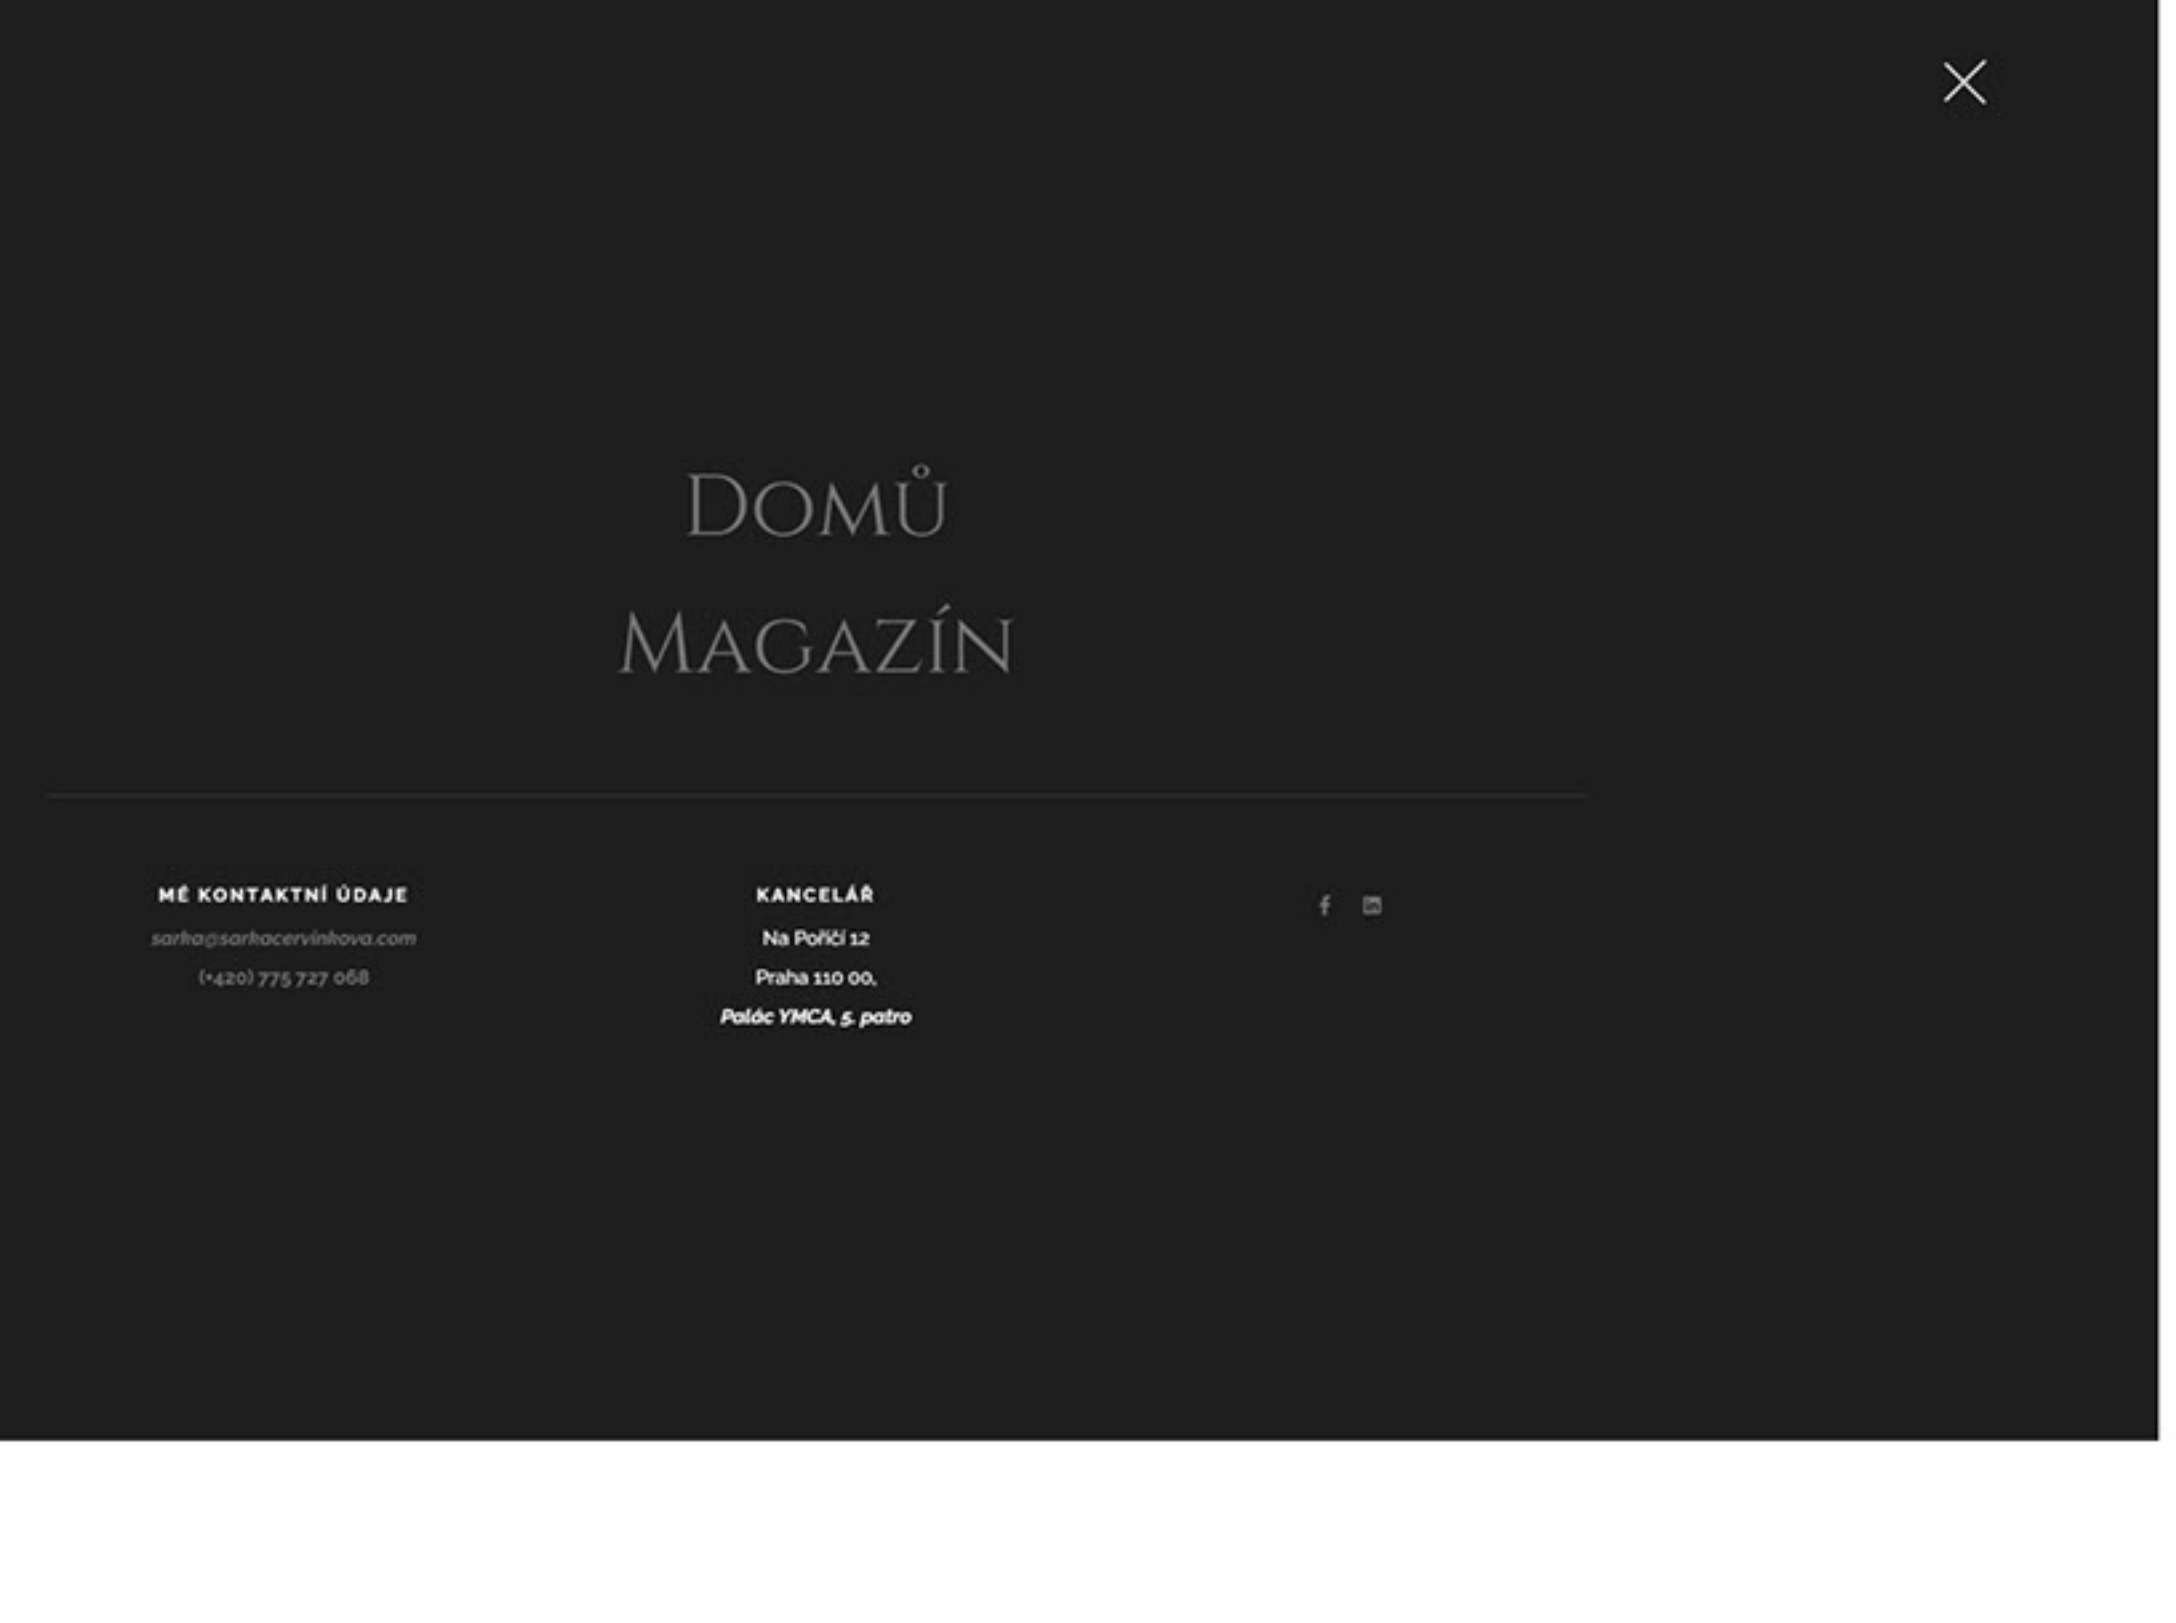 Domů
Magazín
MÉ KONTAKTNÍ ÚDAJE
sarka@sarkacervinkova.com
(+420) 775 727 068
KANCELÁŘ
Na Poříčí 12
Praha 110 00,
Palác YMCA, 5. patro